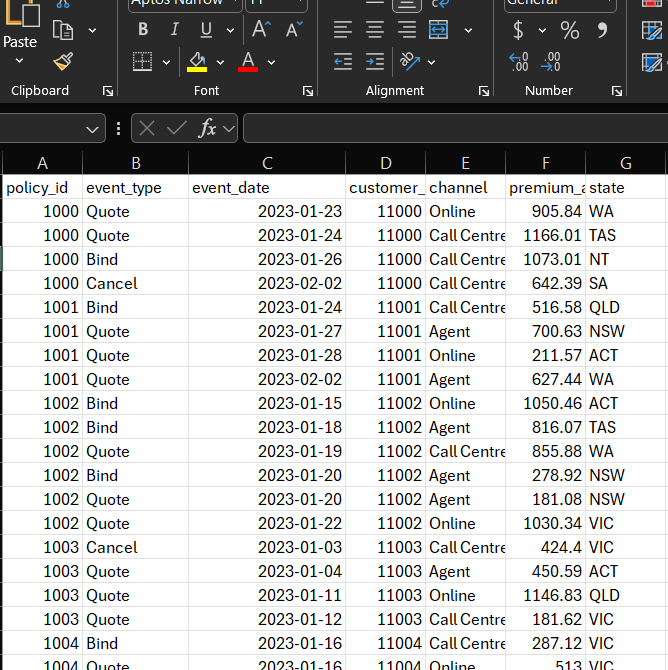 Aptos Narrow 11 General
Paste B I U A A A $ % 9
.00 .00
Clipboard Font Alignment Number
fx
A B C D E F G
policy_id event_type event_date customer_ channel premium_a state
1000 Quote 2023-01-23 11000 Online 905.84 WA
1000 Quote 2023-01-24 11000 Call Centre 1166.01 TAS
1000 Bind 2023-01-26 11000 Call Centre 1073.01 NT
1000 Cancel 2023-02-02 11000 Call Centre 642.39 SA
1001 Bind 2023-01-24 11001 Call Centre 516.58 QLD
1001 Quote 2023-01-27 11001 Agent 700.63 NSW
1001 Quote 2023-01-28 11001 Online 211.57 ACT
1001 Quote 2023-02-02 11001 Agent 627.44 WA
1002 Bind 2023-01-15 11002 Online 1050.46 ACT
1002 Bind 2023-01-18 11002 Agent 816.07 TAS
1002 Quote 2023-01-19 11002 Call Centre 855.88 WA
1002 Bind 2023-01-20 11002 Agent 278.92 NSW
1002 Quote 2023-01-20 11002 Agent 181.08 NSW
1002 Quote 2023-01-22 11002 Online 1030.34 VIC
1003 Cancel 2023-01-03 11003 Call Centre 424.4 VIC
1003 Quote 2023-01-04 11003 Agent 450.59 ACT
1003 Quote 2023-01-11 11003 Online 1146.83 QLD
1003 Quote 2023-01-12 11003 Call Centre 181.62 VIC
1004 Bind 2023-01-16 11004 Call Centre 287.12 VIC
1004 Quote 2023-01-16 11004 Online 513 VIC